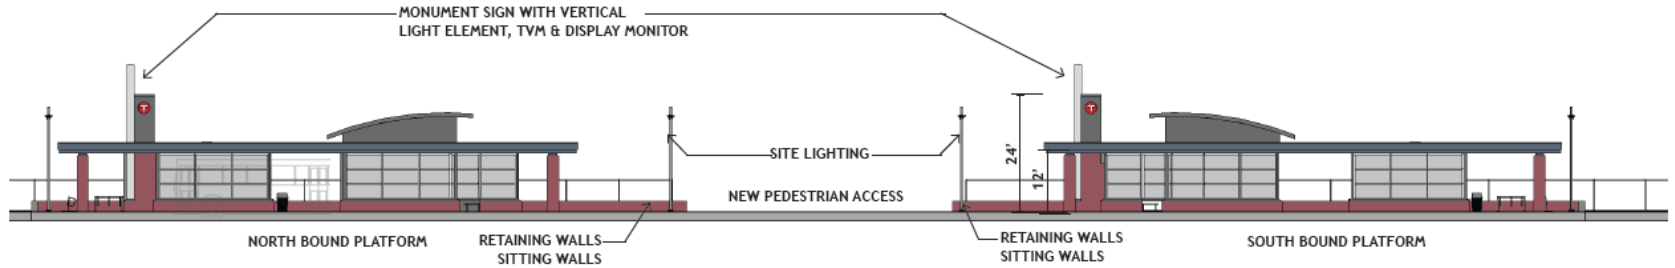 MONUMENT SIGN WITH VERTICAL
LIGHT ELEMENT, TVM & DISPLAY MONITOR
T
T
24'
12'
SITE LIGHTING
NEW PEDESTRIAN ACCESS
NORTH BOUND PLATFORM
RETAINING WALLS
SITTING WALLS
RETAINING WALLS
SITTING WALLS
SOUTH BOUND PLATFORM